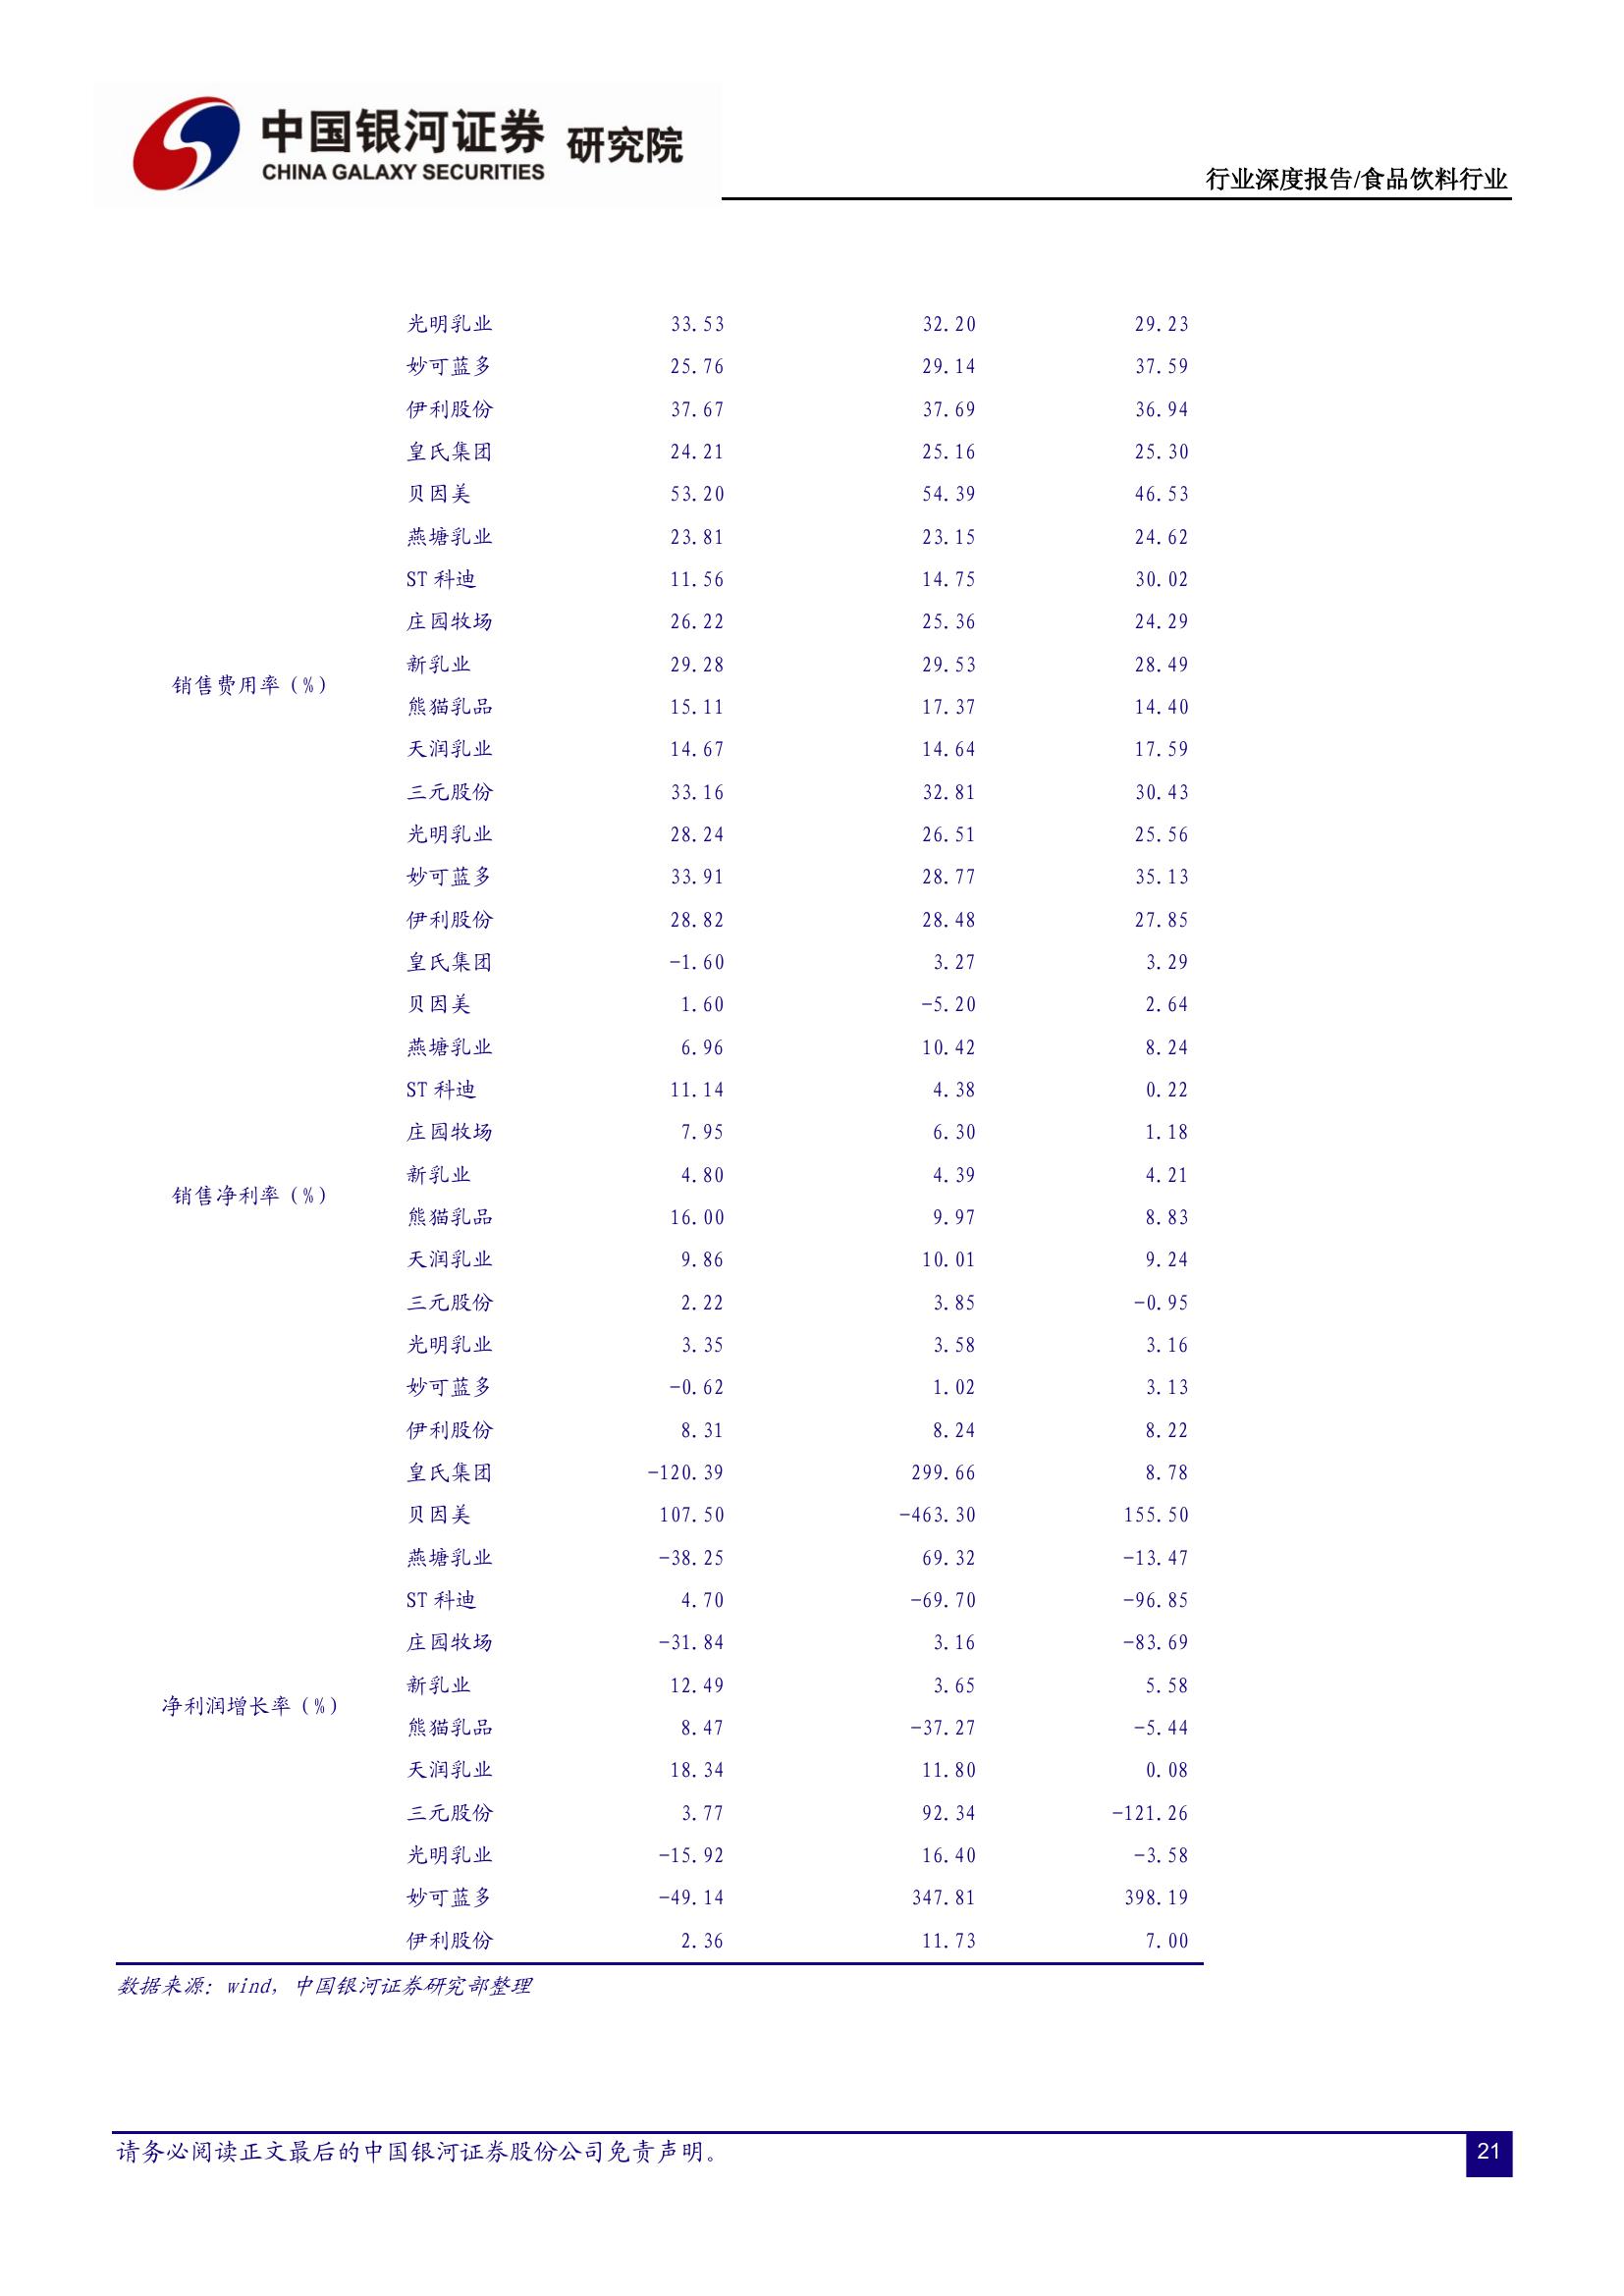 中国银河证券 研究院
CHINA GALAXY SECURITIES
行业深度报告/食品饮料行业
光明乳业 33.53 32.20 29.23
妙可蓝多 25.76 29.14 37.59
伊利股份 37.67 37.69 36.94
皇氏集团 24.21 25.16 25.30
贝因美 53.20 54.39 46.53
燕塘乳业 23.81 23.15 24.62
ST 科迪 11.56 14.75 30.02
庄园牧场 26.22 25.36 24.29
新乳业 29.28 29.53 28.49
销售费用率（%）
熊猫乳品 15.11 17.37 14.40
天润乳业 14.67 14.64 17.59
三元股份 33.16 32.81 30.43
光明乳业 28.24 26.51 25.56
妙可蓝多 33.91 28.77 35.13
伊利股份 28.82 28.48 27.85
皇氏集团 -1.60 3.27 3.29
贝因美 1.60 -5.20 2.64
燕塘乳业 6.96 10.42 8.24
ST 科迪 11.14 4.38 0.22
庄园牧场 7.95 6.30 1.18
新乳业 4.80 4.39 4.21
销售净利率（%）
熊猫乳品 16.00 9.97 8.83
天润乳业 9.86 10.01 9.24
三元股份 2.22 3.85 -0.95
光明乳业 3.35 3.58 3.16
妙可蓝多 -0.62 1.02 3.13
伊利股份 8.31 8.24 8.22
皇氏集团 -120.39 299.66 8.78
贝因美 107.50 -463.30 155.50
燕塘乳业 -38.25 69.32 -13.47
ST 科迪 4.70 -69.70 -96.85
庄园牧场 -31.84 3.16 -83.69
新乳业 12.49 3.65 5.58
净利润增长率（%）
熊猫乳品 8.47 -37.27 -5.44
天润乳业 18.34 11.80 0.08
三元股份 3.77 92.34 -121.26
光明乳业 -15.92 16.40 -3.58
妙可蓝多 -49.14 347.81 398.19
伊利股份 2.36 11.73 7.00
数据来源：wind，中国银河证券研究部整理
请务必阅读正文最后的中国银河证券股份公司免责声明。
21